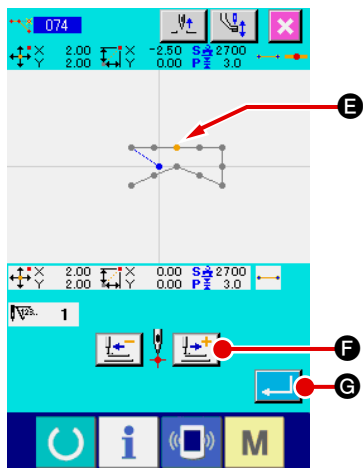 074
X 2.00 X -2.50 S 2700
Y 2.00 Y 0.00 P 3.0
E
X 2.00 X 0.00 S 2700
Y 2.00 Y 0.00 P 3.0
N123.. 1
F
G
i M